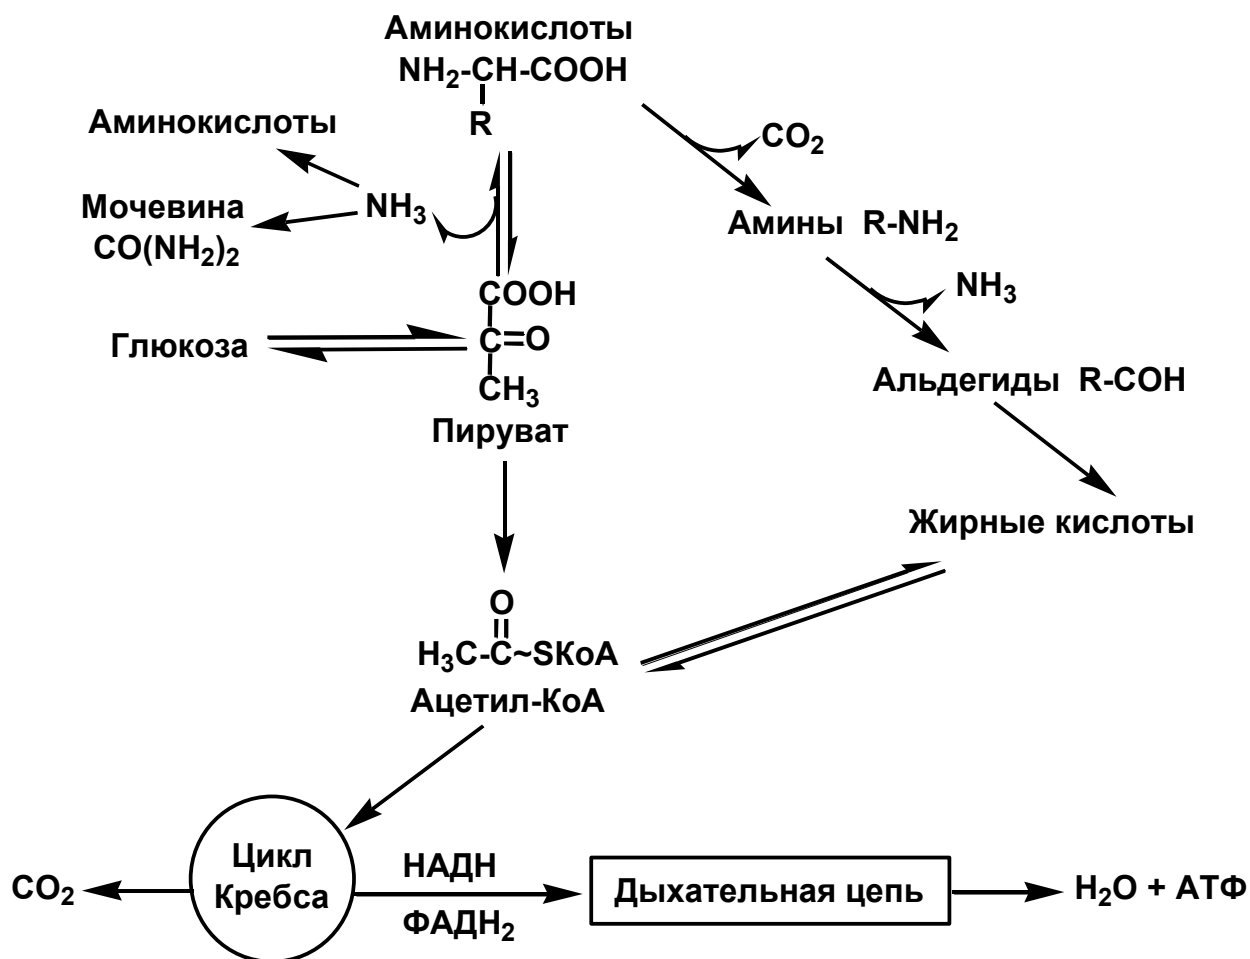 Аминокислоты
NH₂-CH-COOH
R
Аминокислоты
CO₂
Мочевина
CO(NH₂)₂
NH₃
Амины R-NH₂
NH₃
COOH
Глюкоза
C=O
CH₃
Альдегиды R-COH
Пируват
Жирные кислоты
O
H₃C-C~SКоА
Ацетил-КоА
Цикл
Кребса
CO₂
НАДН
ФАДН₂
Дыхательная цепь
H₂O + АТФ